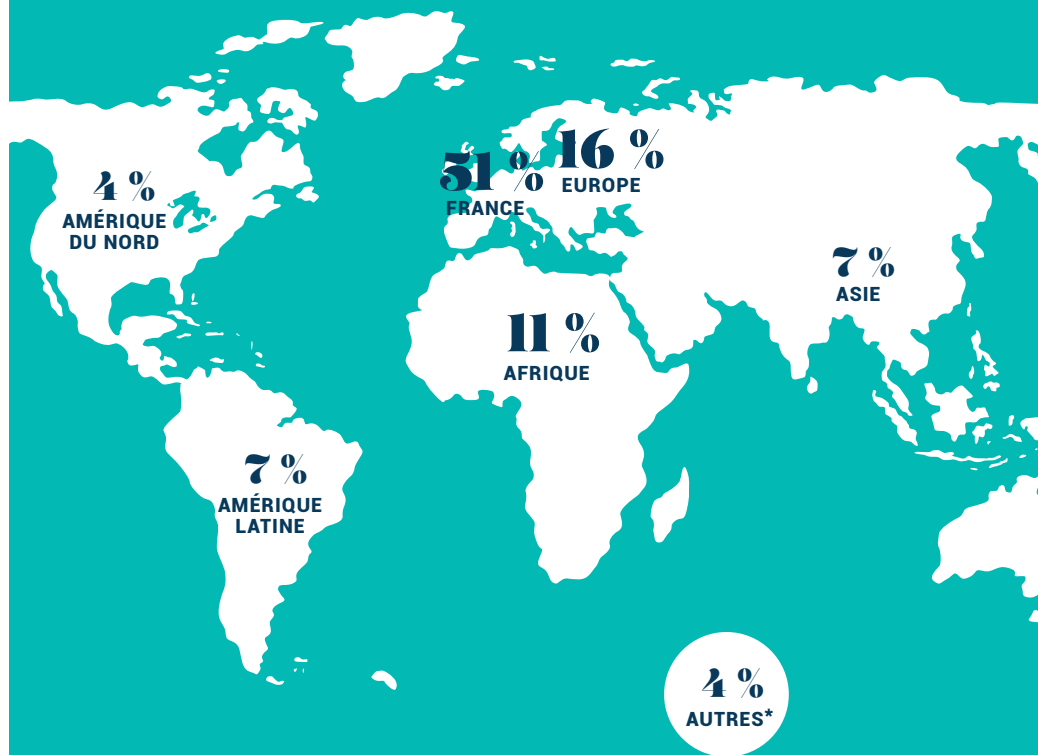 51 %
FRANCE
16 %
EUROPE
4 %
AMÉRIQUE
DU NORD
7 %
ASIE
11 %
AFRIQUE
7 %
AMÉRIQUE
LATINE
4 %
AUTRES*